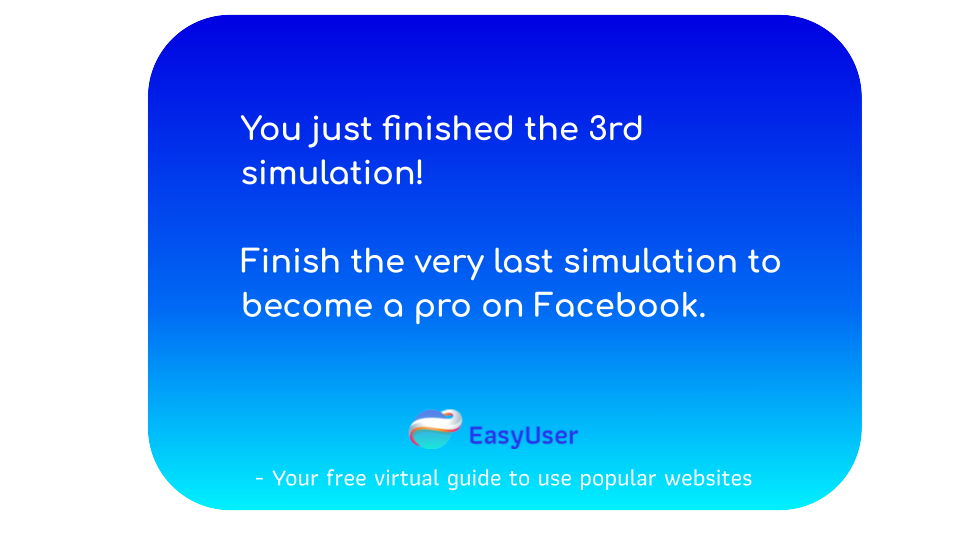 You just finished the 3rd
simulation!
Finish the very last simulation to
become a pro on Facebook.
EasyUser
- Your free virtual guide to use popular websites